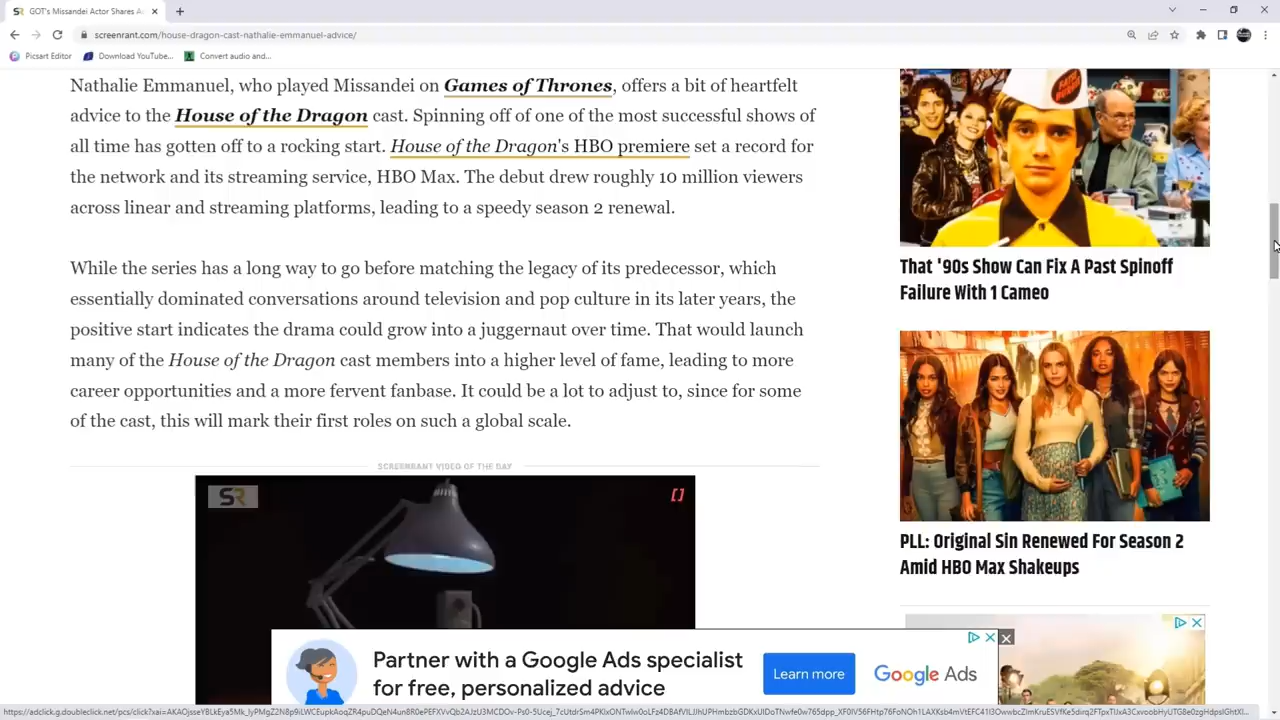 GOT's Missandei Actor Shares A
screenrant.com/house-dragon-cast-nathalie-emmanuel-advice/
Picsart Editor
Download YouTube...
Convert audio and...
Nathalie Emmanuel, who played Missandei on Games of Thrones, offers a bit of heartfelt
advice to the House of the Dragon cast. Spinning off of one of the most successful shows of
all time has gotten off to a rocking start. House of the Dragon's HBO premiere set a record for
the network and its streaming service, HBO Max. The debut drew roughly 10 million viewers
across linear and streaming platforms, leading to a speedy season 2 renewal.
While the series has a long way to go before matching the legacy of its predecessor, which
essentially dominated conversations around television and pop culture in its later years, the
positive start indicates the drama could grow into a juggernaut over time. That would launch
many of the House of the Dragon cast members into a higher level of fame, leading to more
career opportunities and a more fervent fanbase. It could be a lot to adjust to, since for some
of the cast, this will mark their first roles on such a global scale.
SCREENRANT VIDEO OF THE DAY
SR
That '90s Show Can Fix A Past Spinoff
Failure With 1 Cameo
PLL: Original Sin Renewed For Season 2
Amid HBO Max Shakeups
Partner with a Google Ads specialist
for free, personalized advice
Learn more
Google Ads